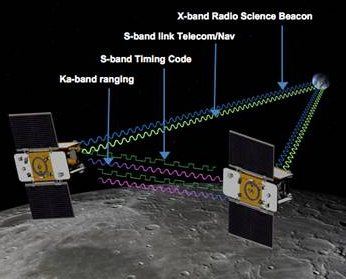 X-band Radio Science Beacon
S-band link Telecom/Nav
S-band Timing Code
Ka-band ranging